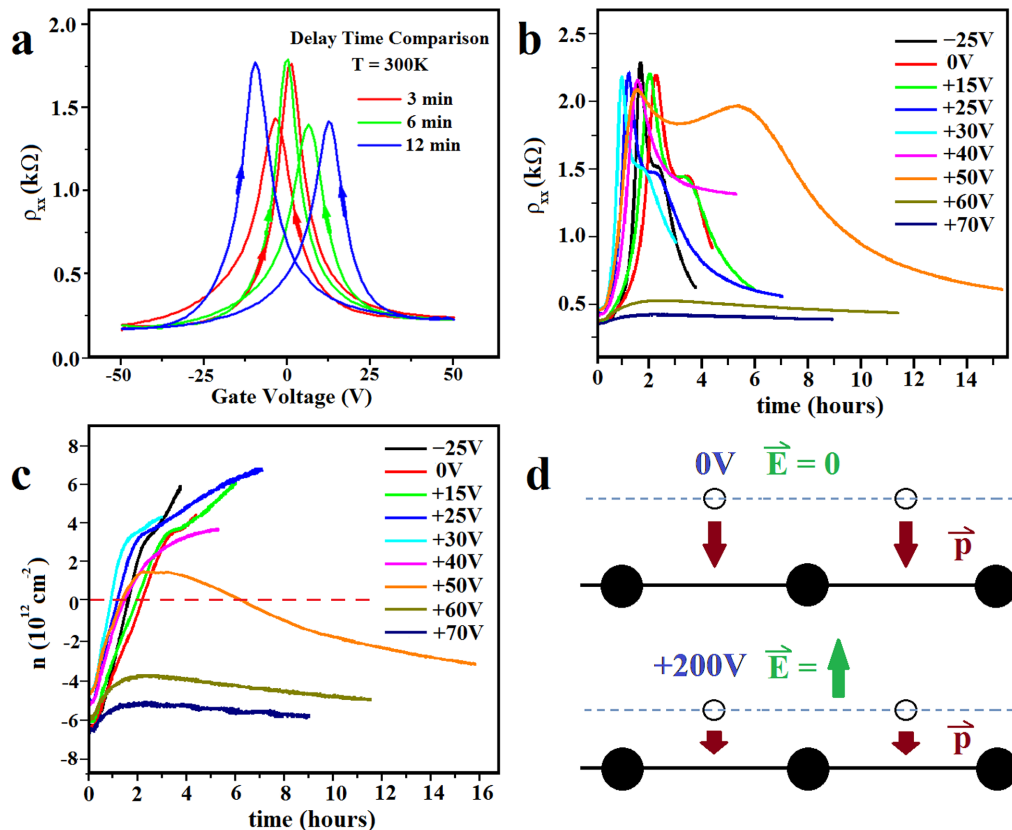 a
Delay Time Comparison
T = 300K
3 min
6 min
12 min
2.0
1.5
1.0
0.5
0.0
ρxx (kΩ)
-50
-25
0
25
50
Gate Voltage (V)
b
−25V
0V
+15V
+25V
+30V
+40V
+50V
+60V
+70V
2.5
2.0
1.5
1.0
0.5
ρxx (kΩ)
0
2
4
6
8
10
12
14
time (hours)
c
−25V
0V
+15V
+25V
+30V
+40V
+50V
+60V
+70V
8
6
4
2
0
-2
-4
-6
-8
n (10¹² cm⁻²)
0
2
4
6
8
10
12
14
16
time (hours)
d
0V E⃗ = 0
p⃗
+200V E⃗ =
p⃗